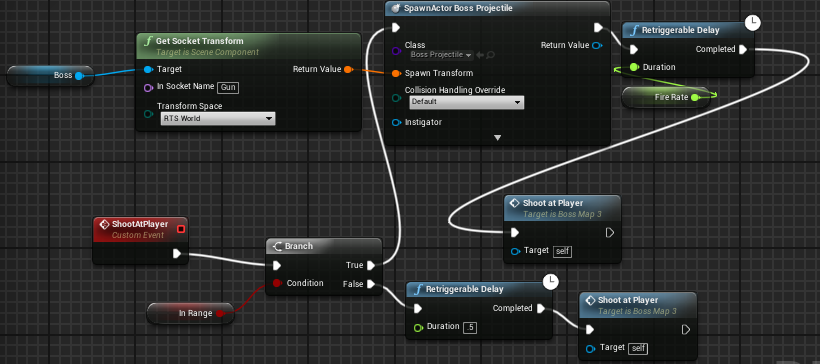 SpawnActor Boss Projectile
Class
Boss Projectile
Return Value
Spawn Transform
Collision Handling Override
Default
Instigator
Retriggerable Delay
Completed
Duration
Fire Rate
Get Socket Transform
Target is Scene Component
Target
Return Value
In Socket Name Gun
Transform Space
RTS World
Boss
Shoot at Player
Target is Boss Map 3
Target self
ShootAtPlayer
Custom Event
Branch
True
Condition
False
In Range
Retriggerable Delay
Completed
Duration .5
Shoot at Player
Target is Boss Map 3
Target self